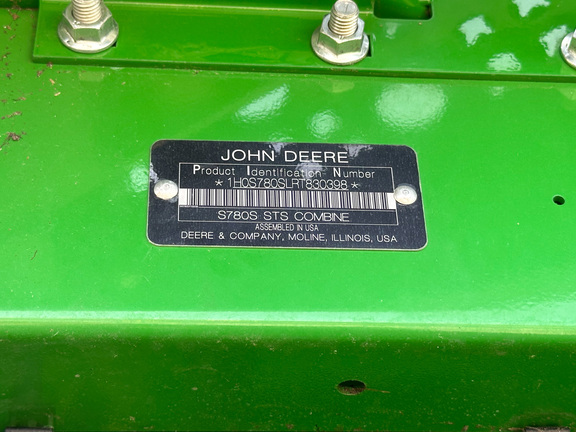 JOHN DEERE
Product Identification Number
* 1H0S780SLRT830398 *
S780S STS COMBINE
ASSEMBLED IN USA
DEERE & COMPANY, MOLINE, ILLINOIS, USA